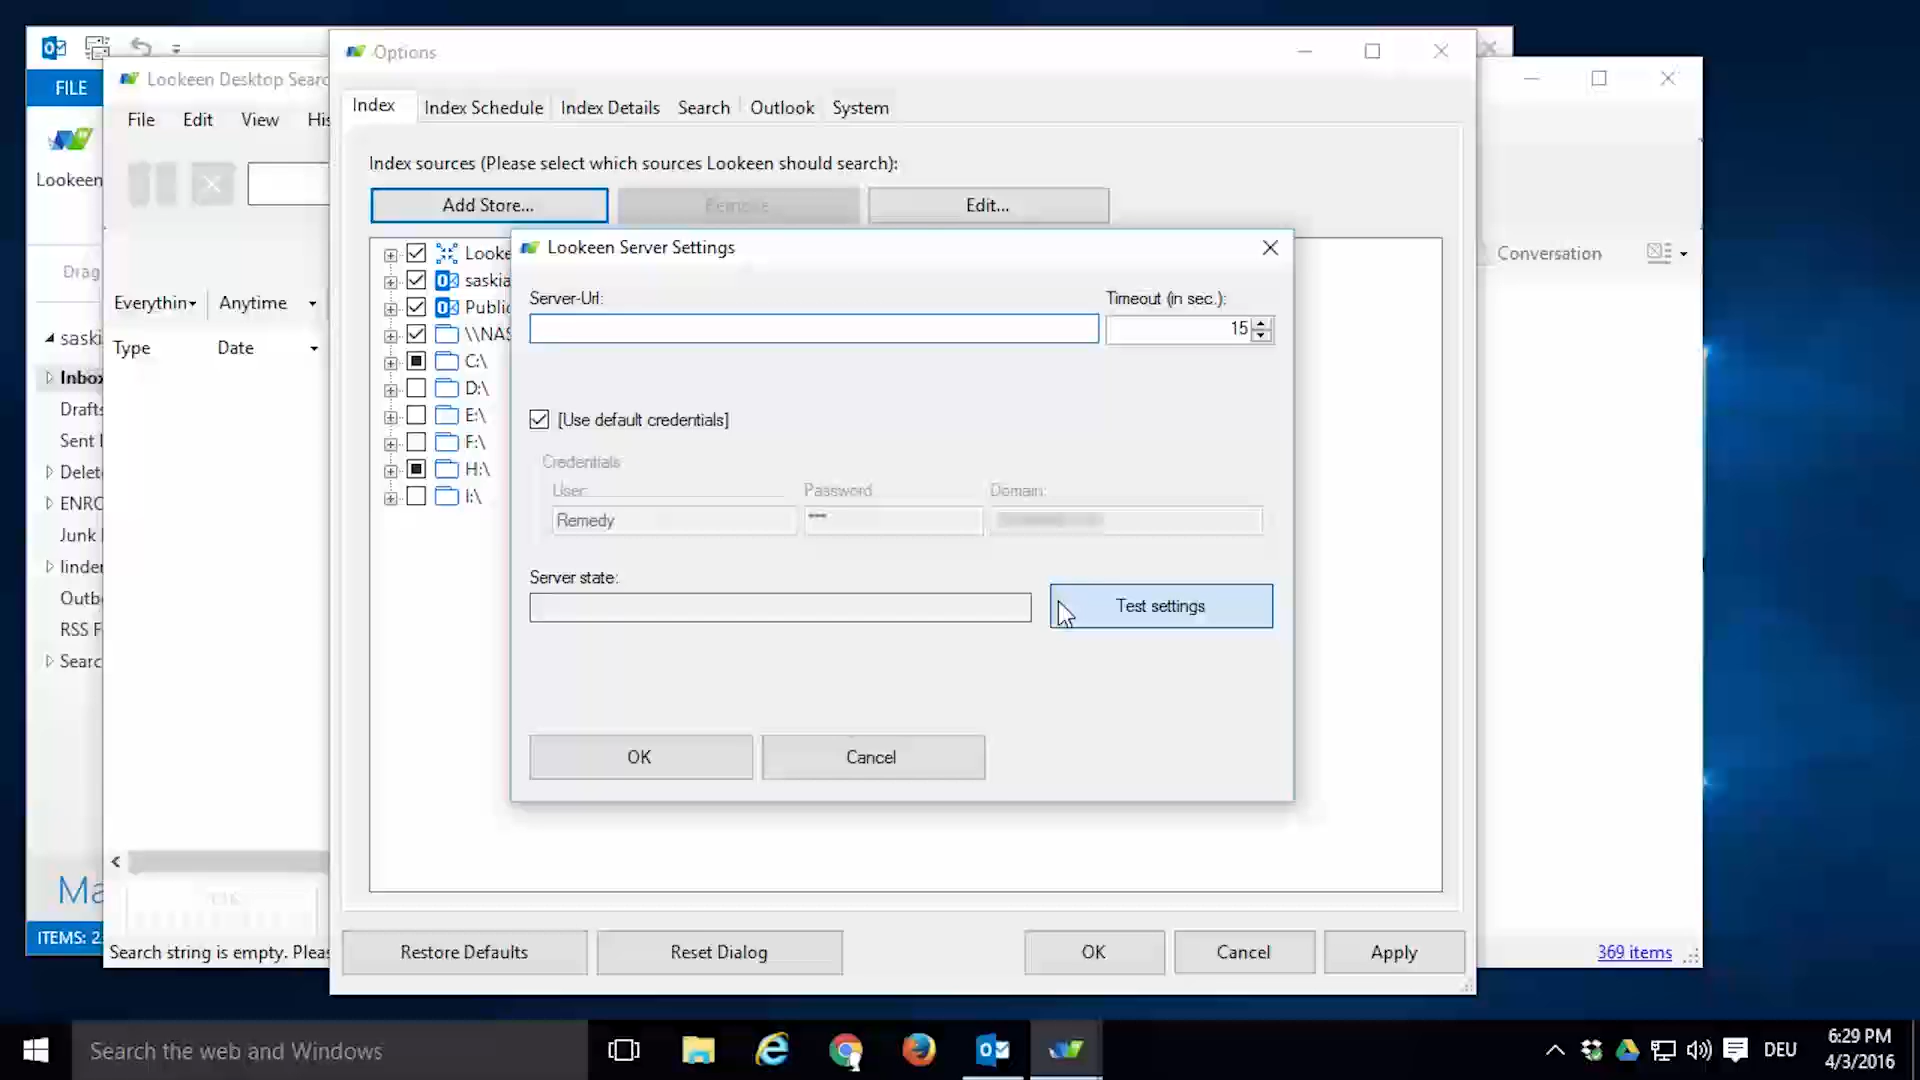 Options
FILE
Lookeen Desktop Searc
File Edit View His
Lookeen
Index Index Schedule Index Details Search Outlook System
Index sources (Please select which sources Lookeen should search):
Add Store... Remove Edit...
Drag
Everythin Anytime
Type Date
saski
Inbox
Drafts
Sent I
Delete
ENRO
Junk
linder
Outb
RSS F
Searc
Ma
ITEMS: 2
Search string is empty. Pleas
Looke
saskia
Public
\\NAS
C:\
D:\
E:\
F:\
H:\
I:\
Lookeen Server Settings
Server-Url: Timeout (in sec.):
15
[Use default credentials]
Credentials
User: Password Domain:
Remedy ***
Server state:
Test settings
OK Cancel
Conversation
Restore Defaults Reset Dialog OK Cancel Apply
369 items
Search the web and Windows
DEU
6:29 PM
4/3/2016